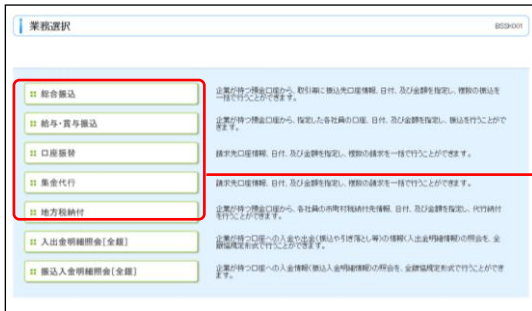 業務選択
BSSK001
総合振込
企業が持つ預金口座から、取引毎に振込先口座情報、日付、及び金額を指定し、複数の振込を
一括で行うことができます。
給与・賞与振込
企業が持つ預金口座から、指定した各社員の口座、日付、及び金額を指定し、振込を行うことがで
きます。
口座振替
請求先口座情報、日付、及び金額を指定し、複数の請求を一括で行うことができます。
集金代行
請求先口座情報、日付、及び金額を指定し、複数の請求を一括で行うことができます。
地方税納付
企業が持つ預金口座から、各社員の市町村税納付先情報、日付、及び金額を指定し、代行納付
を行うことができます。
入出金明細照会[全銀]
企業が持つ口座への入金や出金(振込や引き落とし等)の情報(入出金明細情報)の照会を、全
銀協規定形式で行うことができます。
振込入金明細照会[全銀]
企業が持つ口座への入金情報(振込入金明細情報)の照会を、全銀協規定形式で行うことができ
ます。